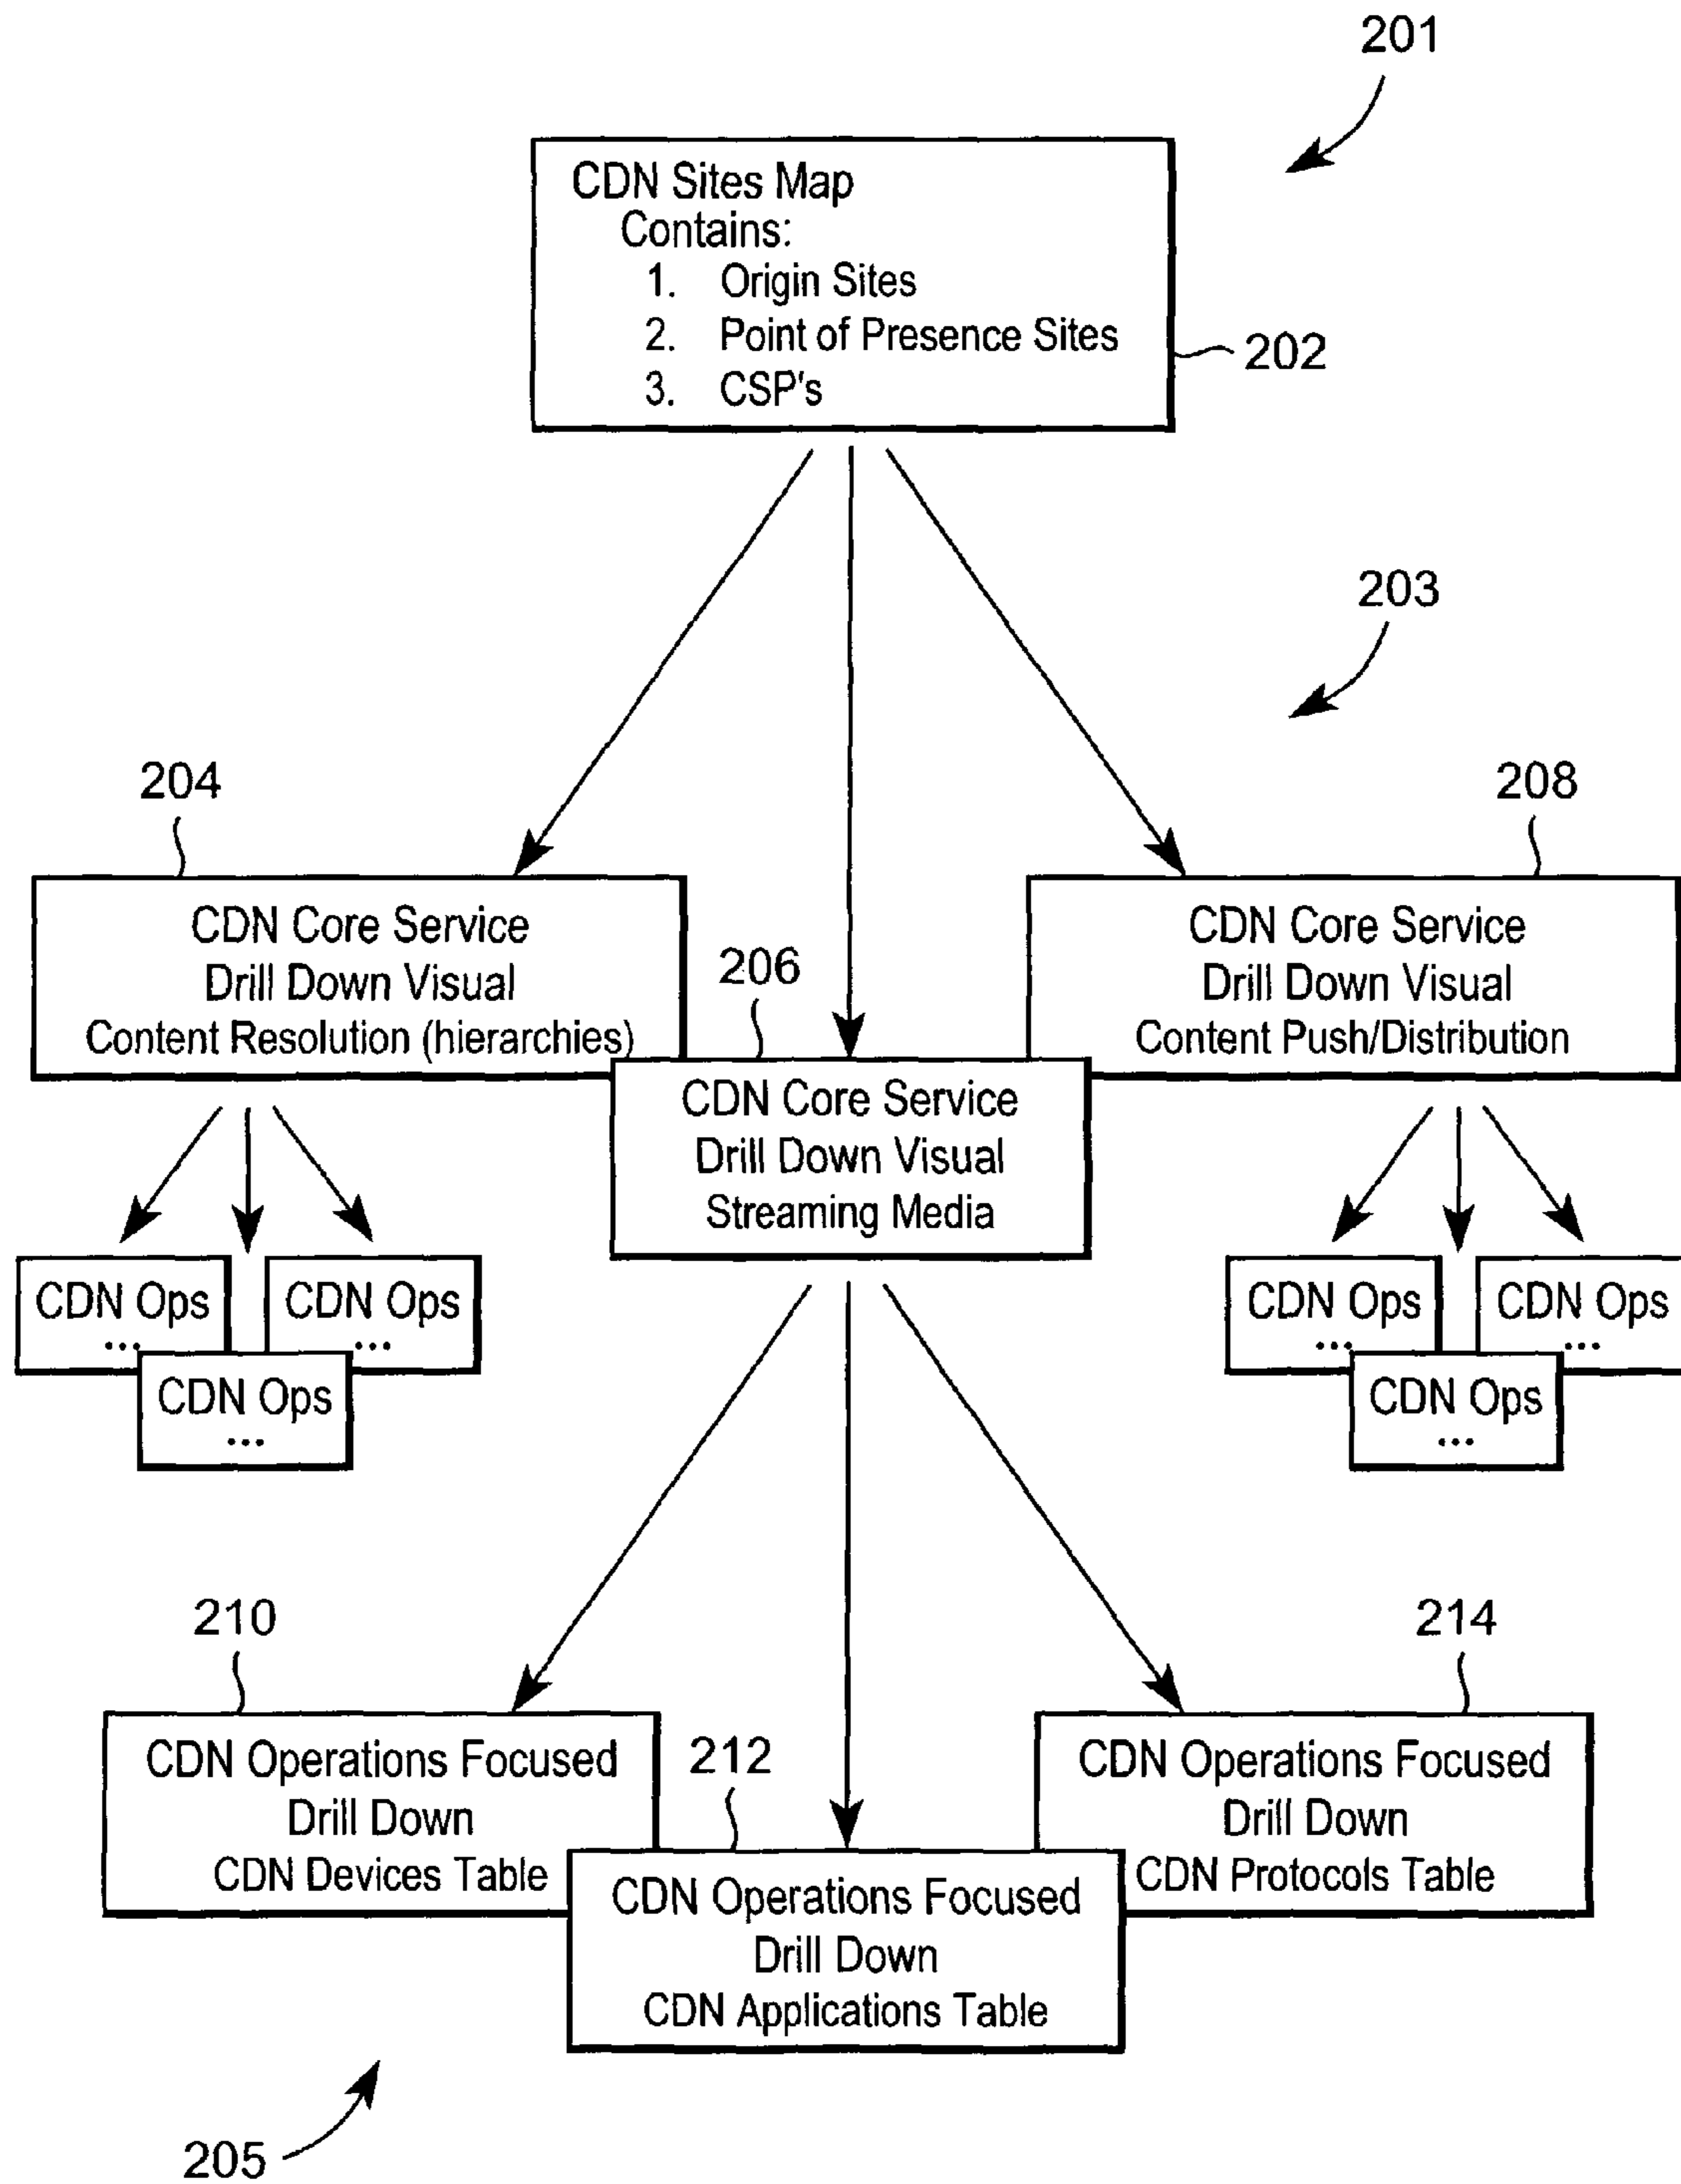 201
CDN Sites Map
Contains:
1. Origin Sites
2. Point of Presence Sites
3. CSP's
202
203
204
208
CDN Core Service
Drill Down Visual
Content Resolution (hierarchies)
206
CDN Core Service
Drill Down Visual
Content Push/Distribution
CDN Core Service
Drill Down Visual
Streaming Media
CDN Ops
...
CDN Ops
...
CDN Ops
...
CDN Ops
...
CDN Ops
...
CDN Ops
...
210
214
CDN Operations Focused
Drill Down
CDN Devices Table
212
CDN Operations Focused
Drill Down
CDN Protocols Table
CDN Operations Focused
Drill Down
CDN Applications Table
205